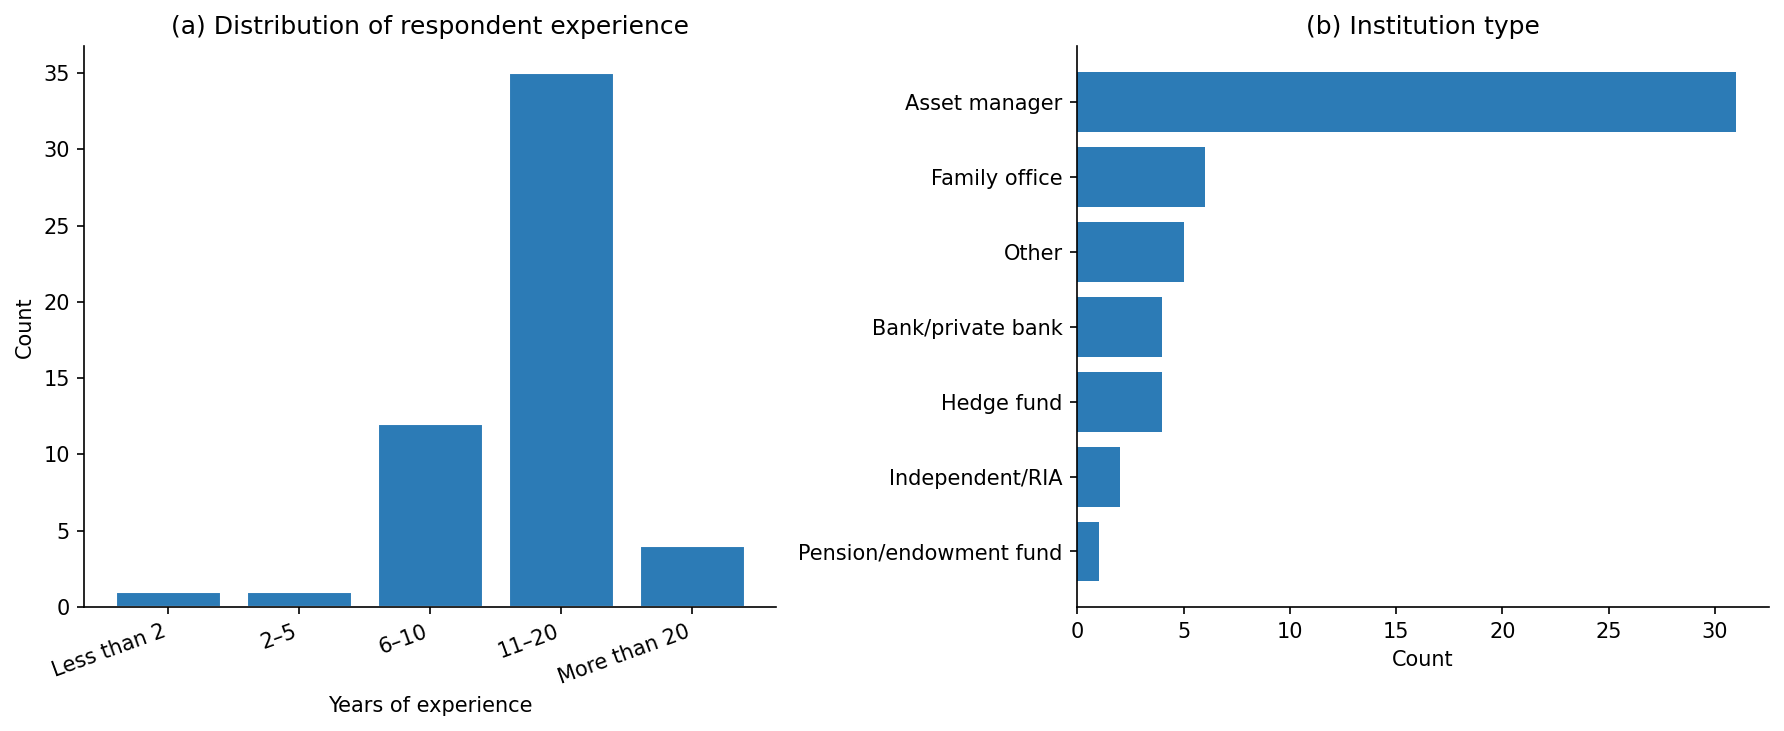 (a) Distribution of respondent experience
Count
35
30
25
20
15
10
5
0
Less than 2
2–5
6–10
11–20
More than 20
Years of experience
(b) Institution type
Asset manager
Family office
Other
Bank/private bank
Hedge fund
Independent/RIA
Pension/endowment fund
0
5
10
15
20
25
30
Count